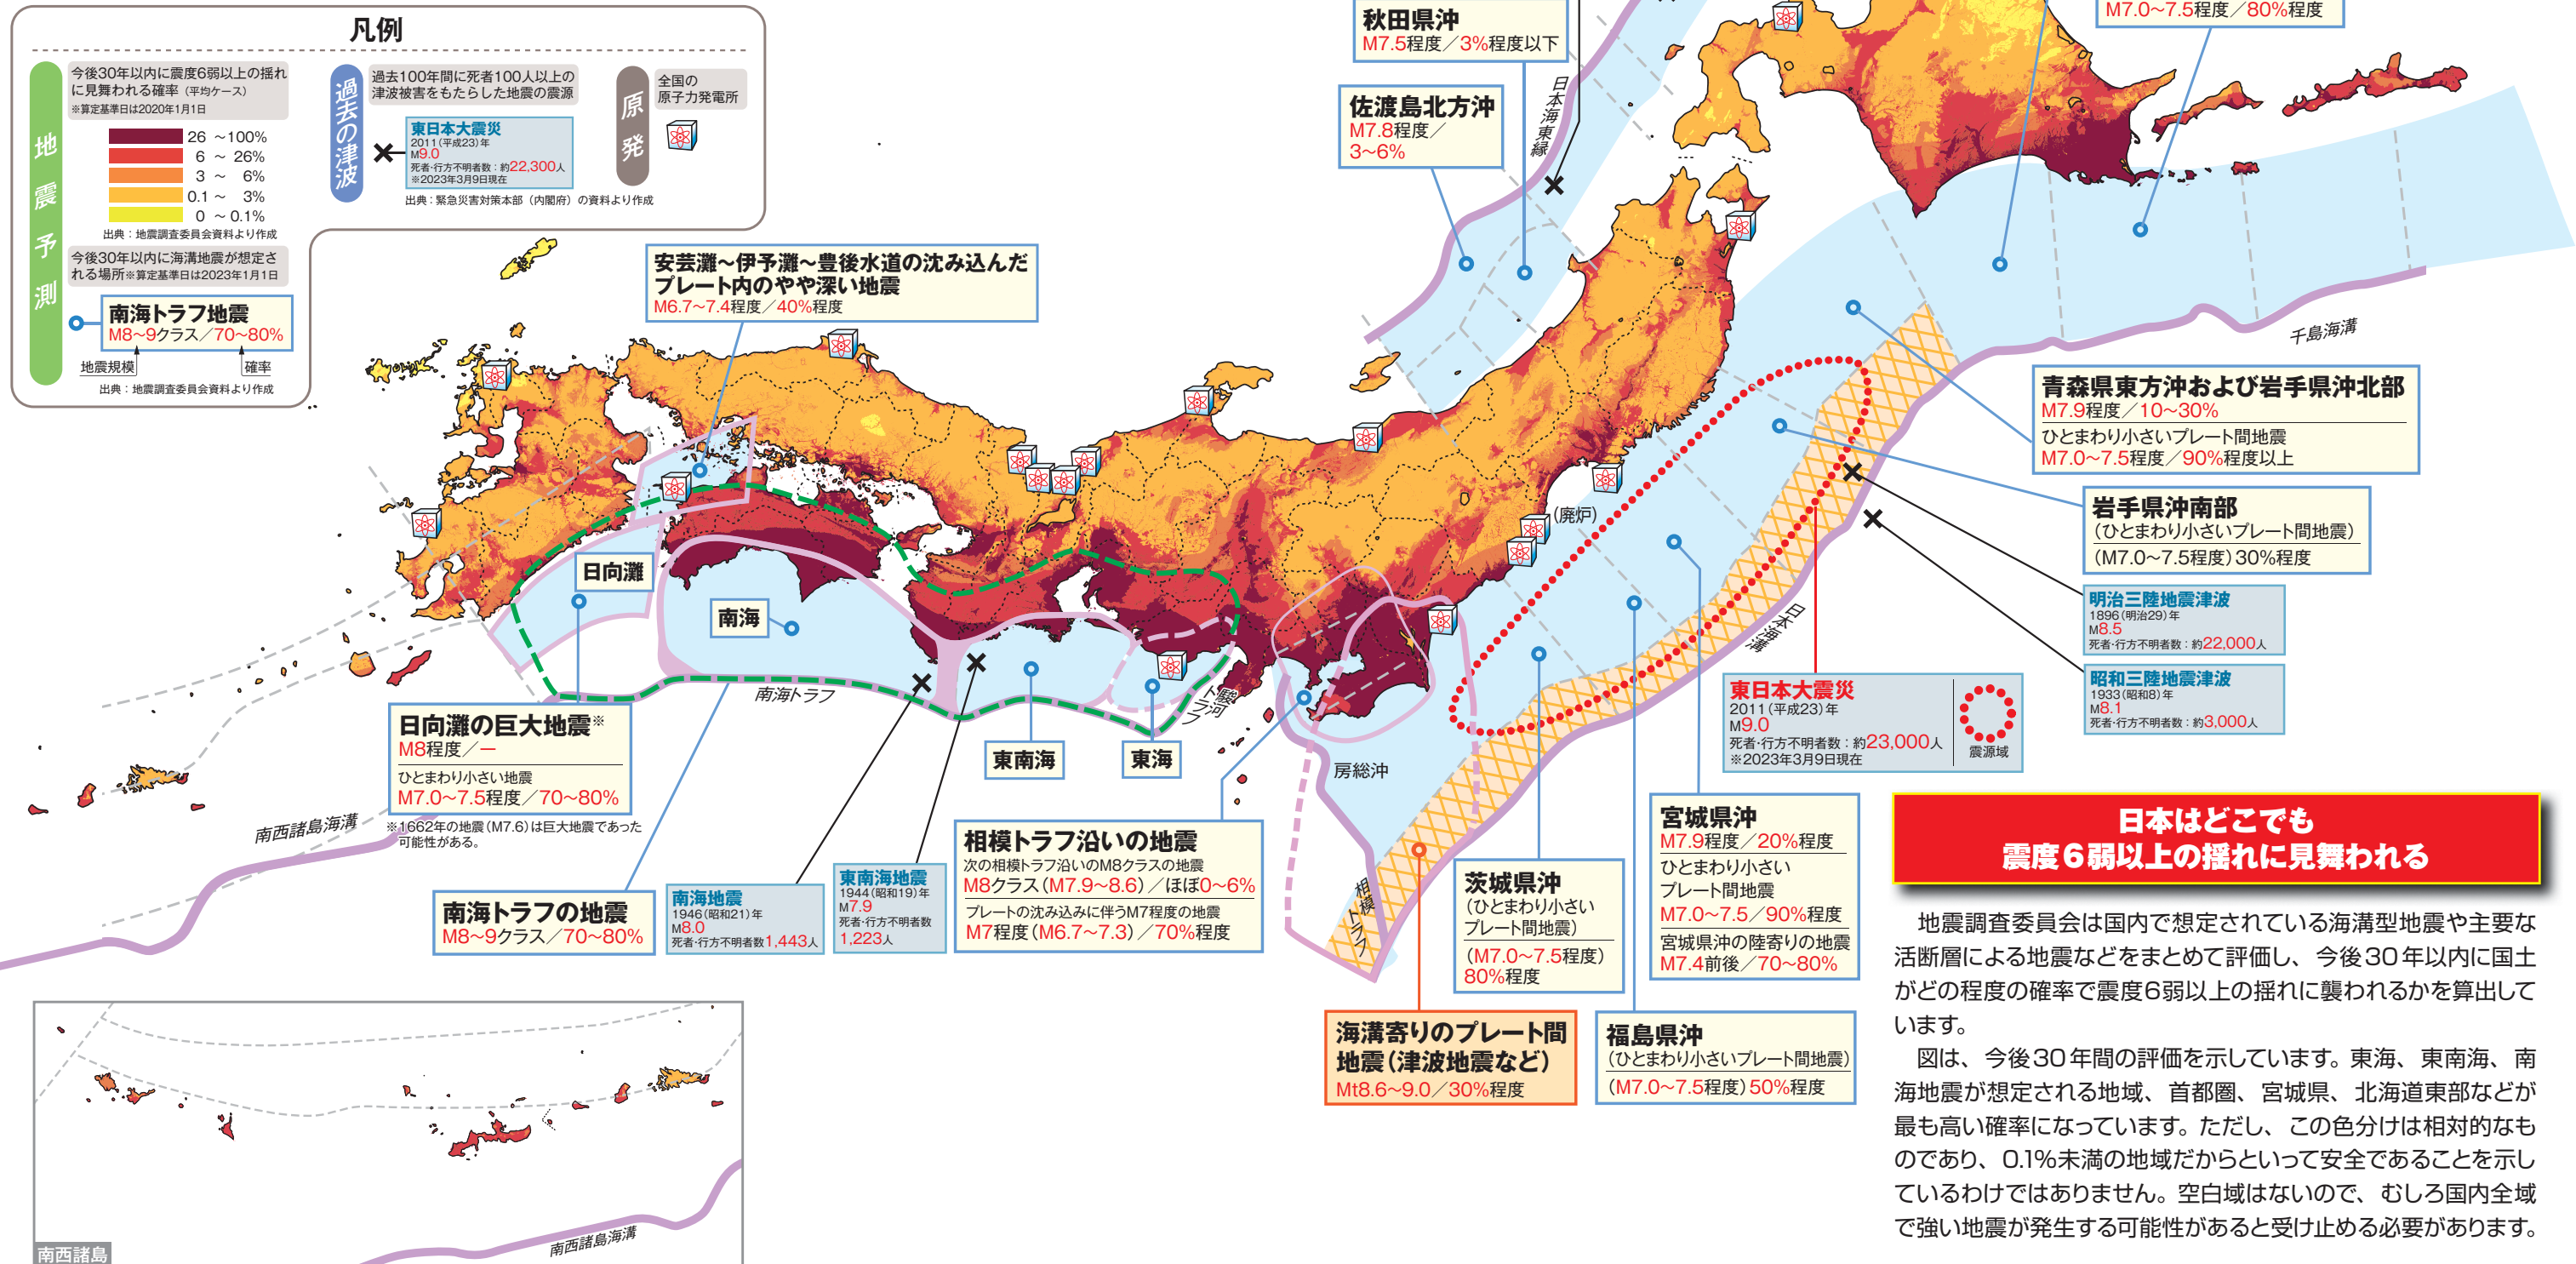 凡例
地震予測
今後30年以内に震度6弱以上の揺れ
に見舞われる確率（平均ケース）
※算定基準日は2020年1月1日
26 ～100%
6 ～ 26%
3 ～ 6%
0.1 ～ 3%
0 ～ 0.1%
出典：地震調査委員会資料より作成
今後30年以内に海溝地震が想定さ
れる場所※算定基準日は2023年1月1日
南海トラフ地震
M8～9クラス／70～80%
地震規模
確率
出典：地震調査委員会資料より作成
過去の津波
過去100年間に死者100人以上の
津波被害をもたらした地震の震源
東日本大震災
2011（平成23）年
M9.0
死者・行方不明者数：約22,300人
※2023年3月9日現在
出典：緊急災害対策本部（内閣府）の資料より作成
原発
全国の
原子力発電所
秋田県沖
M7.5程度／3%程度以下
佐渡島北方沖
M7.8程度／
3～6%
日本海東縁
M7.0～7.5程度／80%程度
安芸灘～伊予灘～豊後水道の沈み込んだ
プレート内のやや深い地震
M6.7～7.4程度／40%程度
千島海溝
青森県東方沖および岩手県沖北部
M7.9程度／10～30%
ひとまわり小さいプレート間地震
M7.0～7.5程度／90%程度以上
岩手県沖南部
（ひとまわり小さいプレート間地震）
（M7.0～7.5程度）30%程度
明治三陸地震津波
1896（明治29）年
M8.5
死者・行方不明者数：約22,000人
昭和三陸地震津波
1933（昭和8）年
M8.1
死者・行方不明者数：約3,000人
（廃炉）
日本海溝
東日本大震災
2011（平成23）年
M9.0
死者・行方不明者数：約23,000人
※2023年3月9日現在
震源域
日向灘
南海
南海トラフ
駿河トラフ
東南海
東海
房総沖
相模トラフ
日向灘の巨大地震※
M8程度／―
ひとまわり小さい地震
M7.0～7.5程度／70～80%
※1662年の地震（M7.6）は巨大地震であった
可能性がある。
南西諸島海溝
南海トラフの地震
M8～9クラス／70～80%
南海地震
1946（昭和21）年
M8.0
死者・行方不明者数1,443人
東南海地震
1944（昭和19）年
M7.9
死者・行方不明者数
1,223人
相模トラフ沿いの地震
次の相模トラフ沿いのM8クラスの地震
M8クラス（M7.9～8.6）／ほぼ0～6%
プレートの沈み込みに伴うM7程度の地震
M7程度（M6.7～7.3）／70%程度
茨城県沖
（ひとまわり小さい
プレート間地震）
（M7.0～7.5程度）
80%程度
宮城県沖
M7.9程度／20%程度
ひとまわり小さい
プレート間地震
M7.0～7.5／90%程度
宮城県沖の陸寄りの地震
M7.4前後／70～80%
海溝寄りのプレート間
地震（津波地震など）
Mt8.6～9.0／30%程度
福島県沖
（ひとまわり小さいプレート間地震）
（M7.0～7.5程度）50%程度
日本はどこでも
震度６弱以上の揺れに見舞われる
地震調査委員会は国内で想定されている海溝型地震や主要な
活断層による地震などをまとめて評価し、今後30年以内に国土
がどの程度の確率で震度6弱以上の揺れに襲われるかを算出して
います。
図は、今後30年間の評価を示しています。東海、東南海、南
海地震が想定される地域、首都圏、宮城県、北海道東部などが
最も高い確率になっています。ただし、この色分けは相対的なも
のであり、0.1%未満の地域だからといって安全であることを示し
ているわけではありません。空白域はないので、むしろ国内全域
で強い地震が発生する可能性があると受け止める必要があります。
南西諸島海溝
南西諸島